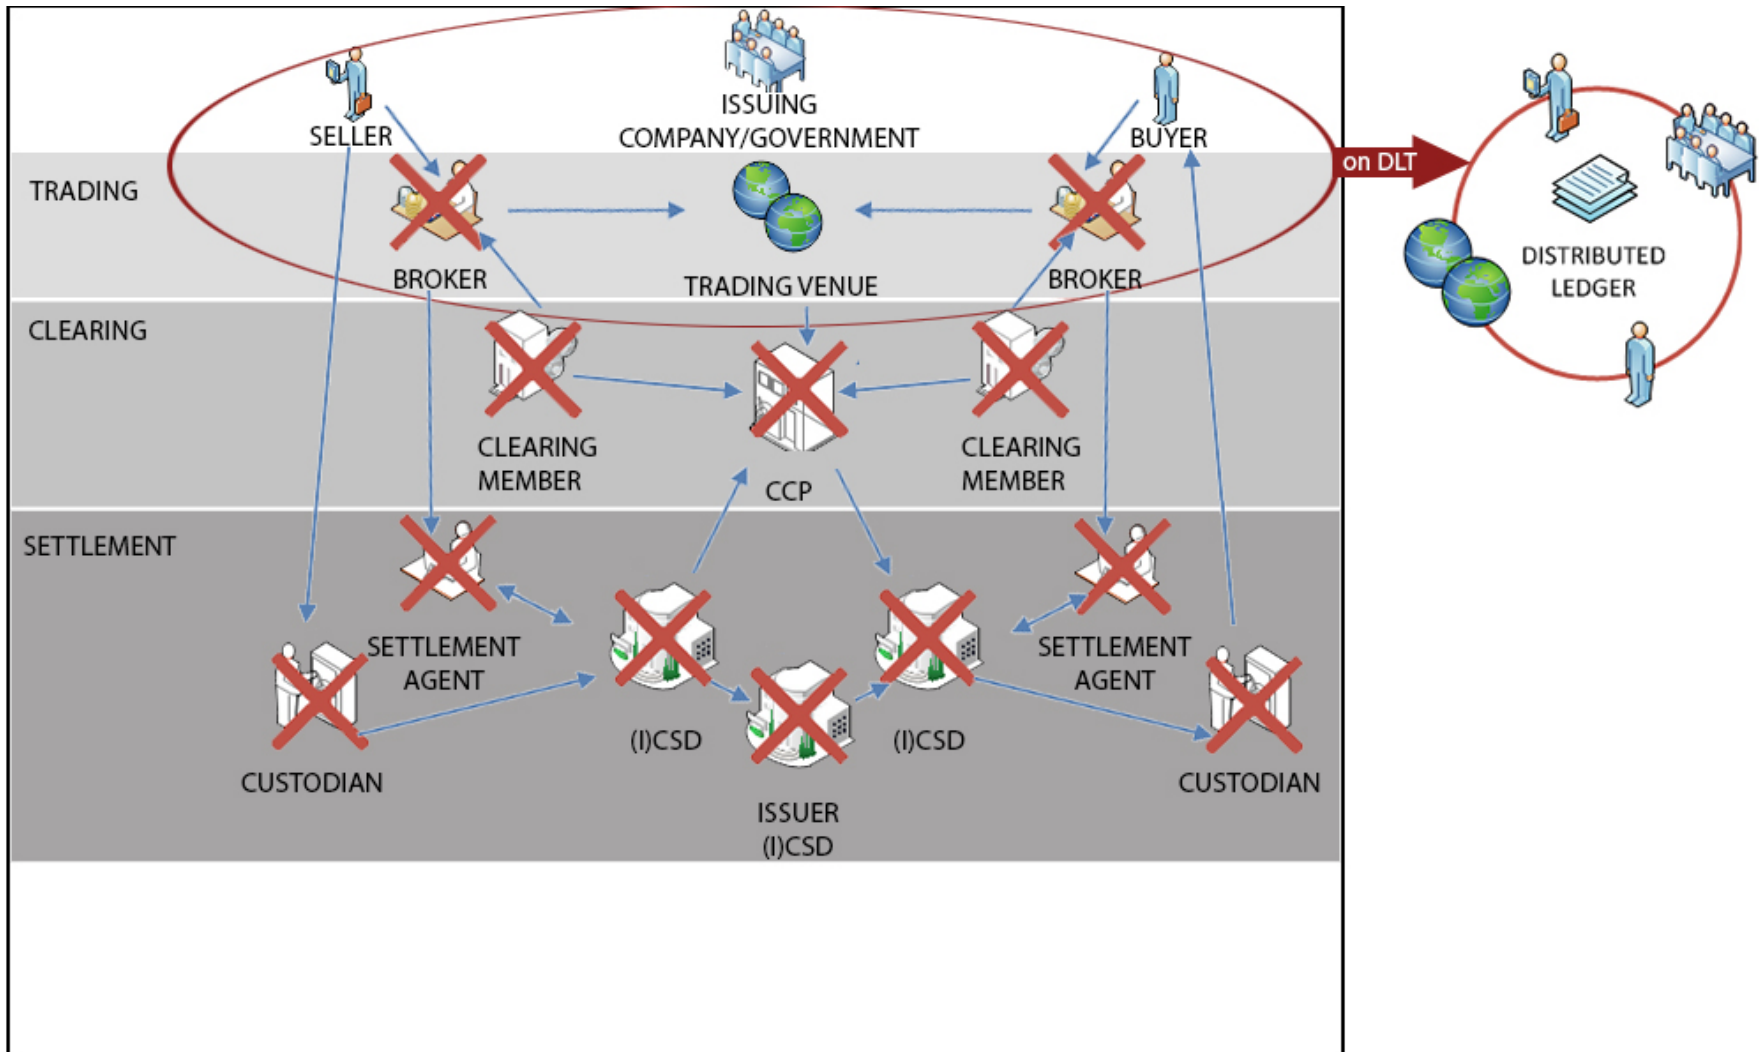 ISSUING
COMPANY/GOVERNMENT
SELLER
BUYER
on DLT
TRADING
BROKER
TRADING VENUE
BROKER
DISTRIBUTED
LEDGER
CLEARING
CLEARING
MEMBER
CCP
CLEARING
MEMBER
SETTLEMENT
SETTLEMENT
AGENT
SETTLEMENT
AGENT
(I)CSD
(I)CSD
CUSTODIAN
CUSTODIAN
ISSUER
(I)CSD